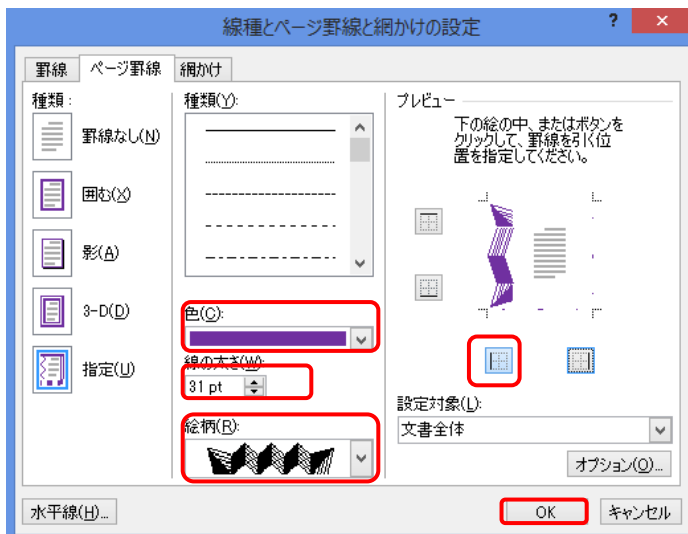 線種とページ罫線と網かけの設定
? ×
罫線 ページ罫線 網かけ
種類:
罫線なし(N)
囲む(X)
影(A)
3-D(D)
指定(U)
種類(Y):
色(C):
線の太さ(W):
31 pt
絵柄(R):
プレビュー
下の絵の中、またはボタンを
クリックして、罫線を引く位
置を指定してください。
設定対象(L):
文書全体
オプション(O)...
水平線(H)...
OK
キャンセル